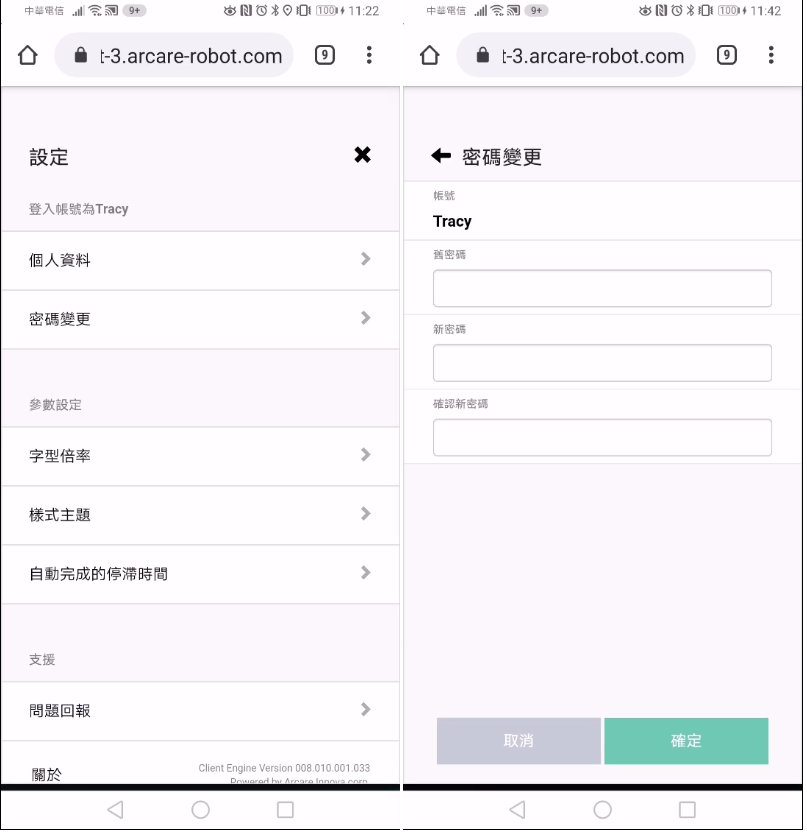 中華電信 9+ 100 11:22
t-3.arcare-robot.com 9
設定
登入帳號為Tracy
個人資料
密碼變更
參數設定
字型倍率
樣式主題
自動完成的停滯時間
支援
問題回報
關於
Client Engine Version 008.010.001.033
Powered by Arcare Innova corp.
中華電信 9+ 100 11:42
t-3.arcare-robot.com 9
密碼變更
帳號
Tracy
舊密碼
新密碼
確認新密碼
取消 確定